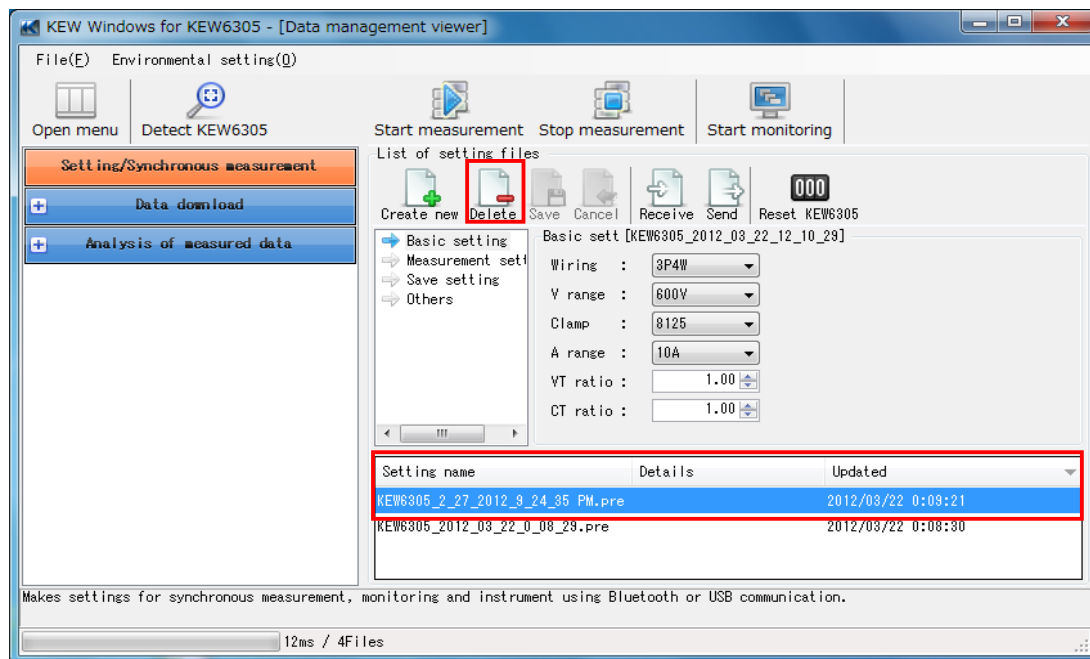 KEW Windows for KEW6305 - [Data management viewer]
File(F) Environmental setting(O)
Open menu Detect KEW6305 Start measurement Stop measurement Start monitoring
Setting/Synchronous measurement
Data download
Analysis of measured data
List of setting files
000
Create new Delete Save Cancel Receive Send Reset KEW6305
Basic setting
Measurement sett
Save setting
Others
Basic sett [KEW6305_2012_03_22_12_10_29]
Wiring : 3P4W
V range : 600V
Clamp : 8125
A range : 10A
VT ratio : 1.00
CT ratio : 1.00
Setting name Details Updated
KEW6305_2_27_2012_9_24_35 PM.pre 2012/03/22 0:09:21
KEW6305_2012_03_22_0_08_29.pre 2012/03/22 0:08:30
Makes settings for synchronous measurement, monitoring and instrument using Bluetooth or USB communication.
12ms / 4Files